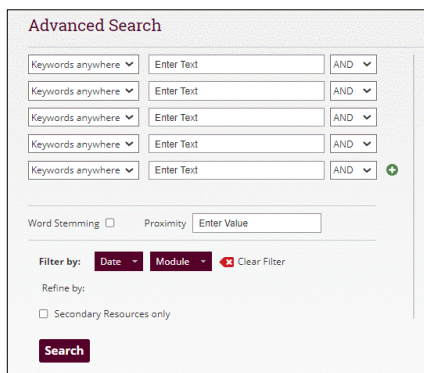 Advanced Search
Keywords anywhere Enter Text AND
Keywords anywhere Enter Text AND
Keywords anywhere Enter Text AND
Keywords anywhere Enter Text AND
Keywords anywhere Enter Text AND
Word Stemming Proximity Enter Value
Filter by: Date Module Clear Filter
Refine by:
Secondary Resources only
Search